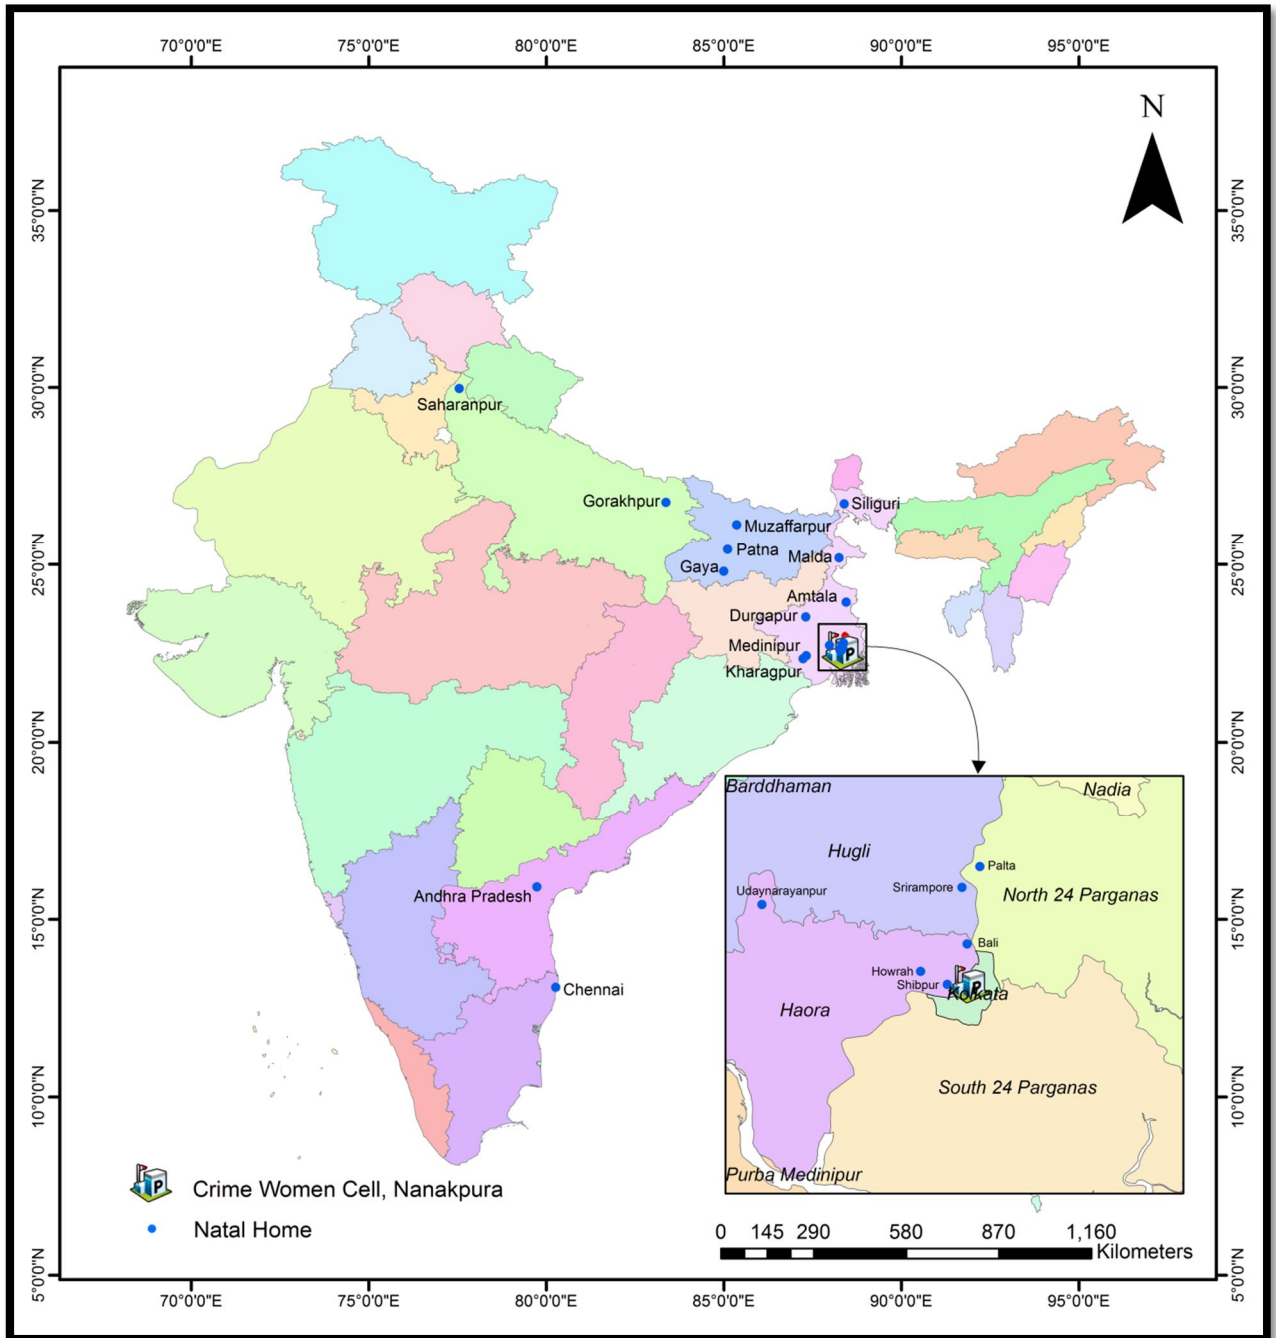 70°0'0"E 75°0'0"E 80°0'0"E 85°0'0"E 90°0'0"E 95°0'0"E
N
35°0'0"N 35°0'0"N
30°0'0"N 30°0'0"N
Saharanpur
Gorakhpur
Siliguri
Muzaffarpur
Patna
Malda
Gaya
25°0'0"N 25°0'0"N
Amtala
Durgapur
Medinipur
P
Kharagpur
20°0'0"N 20°0'0"N
Barddhaman
Nadia
Hugli
Palta
Srirampore
Udaynarayanpur
North 24 Parganas
Andhra Pradesh
15°0'0"N 15°0'0"N
Bali
Howrah
Shibpur
P
Kolkata
Chennai
Haora
South 24 Parganas
10°0'0"N 10°0'0"N
Purba Medinipur
P
Crime Women Cell, Nanakpura
Natal Home
0 145 290 580 870 1,160
Kilometers
5°0'0"N 5°0'0"N
70°0'0"E 75°0'0"E 80°0'0"E 85°0'0"E 90°0'0"E 95°0'0"E